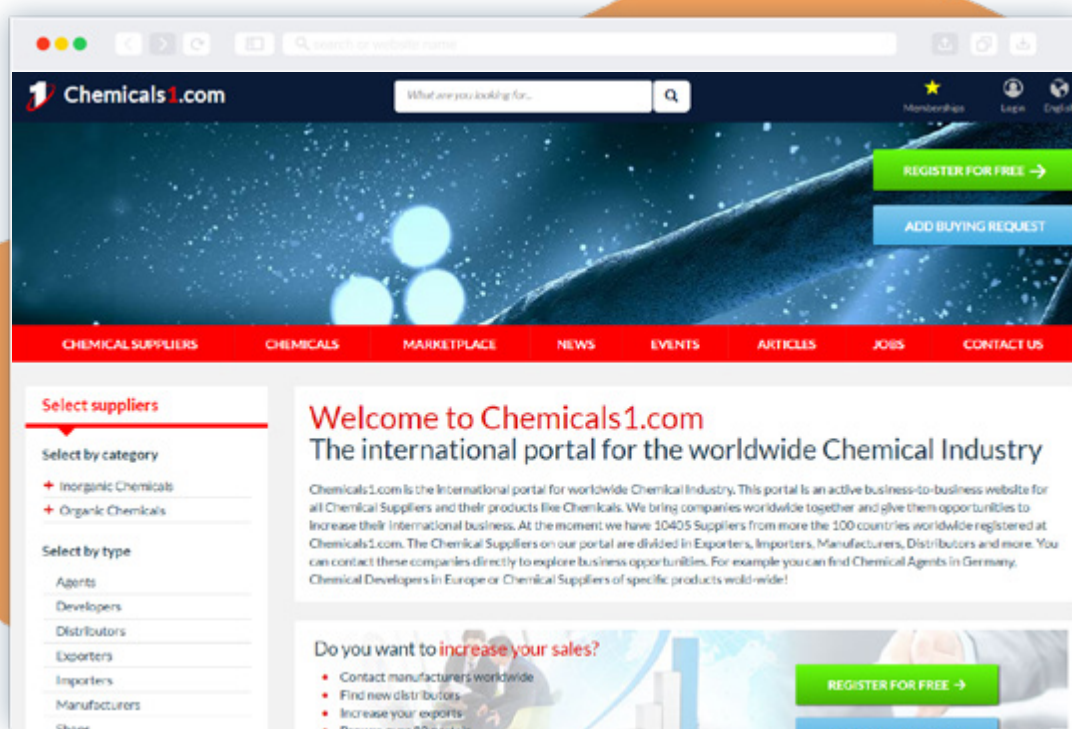 search or website name
Chemicals1.com
What are you looking for...
Memberships
Login
English
REGISTER FOR FREE →
ADD BUYING REQUEST
CHEMICAL SUPPLIERS CHEMICALS MARKETPLACE NEWS EVENTS ARTICLES JOBS CONTACT US
Select suppliers
Select by category
+ Inorganic Chemicals
+ Organic Chemicals
Select by type
Agents
Developers
Distributors
Exporters
Importers
Manufacturers
Shops
Welcome to Chemicals1.com
The international portal for the worldwide Chemical Industry
Chemicals1.com is the international portal for worldwide Chemical Industry. This portal is an active business-to-business website for
all Chemical Suppliers and their products like Chemicals. We bring companies worldwide together and give them opportunities to
increase their international business. At the moment we have 10405 Suppliers from more the 100 countries worldwide registered at
Chemicals1.com. The Chemical Suppliers on our portal are divided in Exporters, Importers, Manufacturers, Distributors and more. You
can contact these companies directly to explore business opportunities. For example you can find Chemical Agents in Germany,
Chemical Developers in Europe or Chemical Suppliers of specific products wold-wide!
Do you want to increase your sales?
• Contact manufacturers worldwide
• Find new distributors
• Increase your exports
REGISTER FOR FREE →